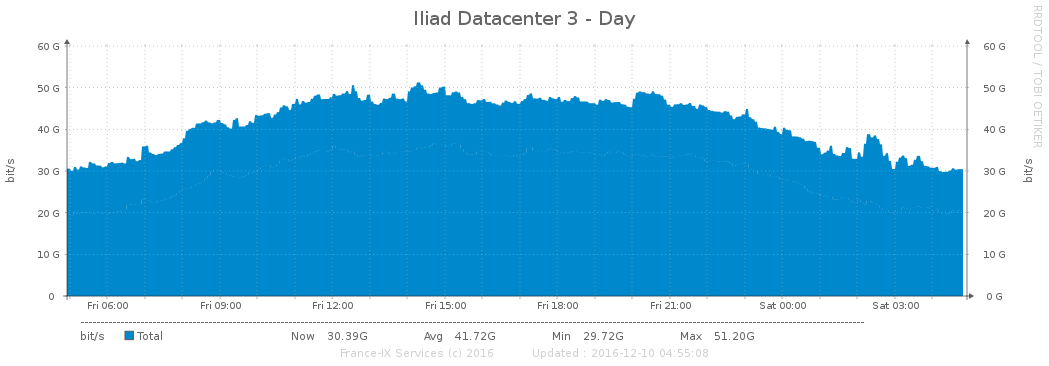 Iliad Datacenter 3 - Day
RRDTOOL / TOBI OETIKER
60 G 60 G
50 G 50 G
40 G 40 G
30 G 30 G
20 G 20 G
10 G 10 G
0 0 G
bit/s bit/s
Fri 06:00 Fri 09:00 Fri 12:00 Fri 15:00 Fri 18:00 Fri 21:00 Sat 00:00 Sat 03:00
bit/s Total Now 30.39G Avg 41.72G Min 29.72G Max 51.20G
France-IX Services (c) 2016 Updated : 2016-12-10 04:55:08